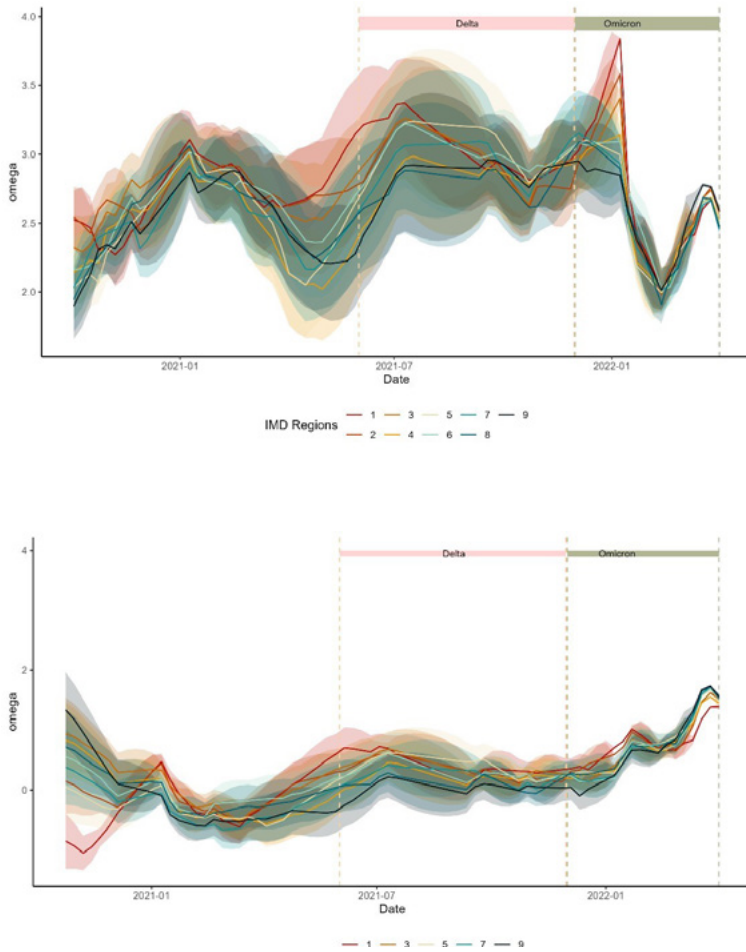 4.0
Delta Omicron
3.5
3.0
omega
2.5
2.0
2021-01 2021-07 2022-01
Date
IMD Regions 1 3 5 7 9
2 4 6 8
4
Delta Omicron
2
omega
0
2021-01 2021-07 2022-01
Date
1 3 5 7 9